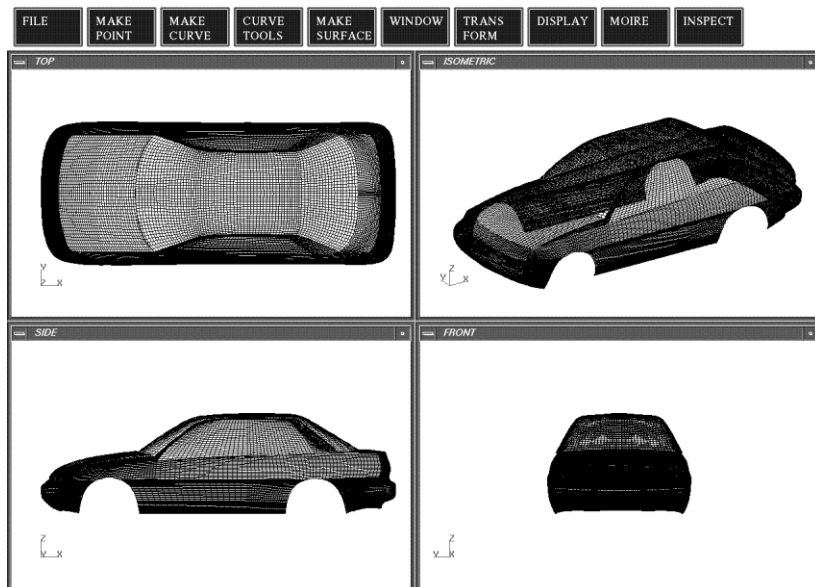 FILE
MAKE
POINT
MAKE
CURVE
CURVE
TOOLS
MAKE
SURFACE
WINDOW
TRANS
FORM
DISPLAY
MOIRE
INSPECT
TOP
ISOMETRIC
Y
Z X
Z
Y X
SIDE
FRONT
Z
Y X
Z
Y X